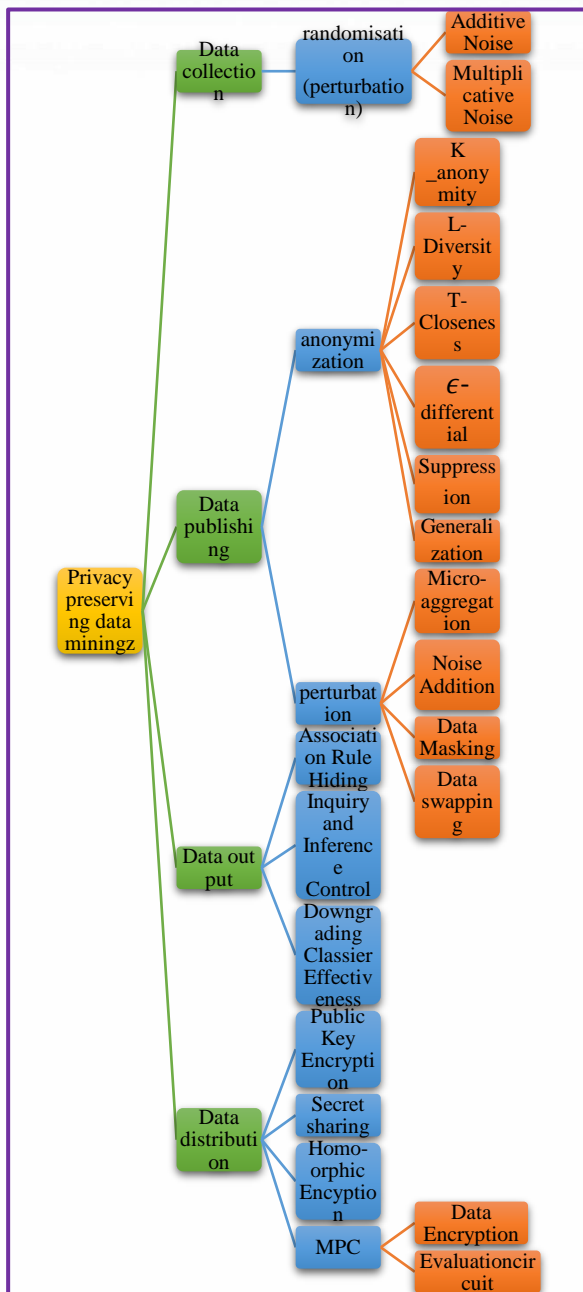 Privacy
preservi
ng data
miningz
Data
collectio
n
randomisati
on
(perturbation)
Additive
Noise
Multipli
cative
Noise
Data
publishi
ng
anonymi
zation
K
_anony
mity
L-
Diversit
y
T-
Closenes
s
ϵ-
different
ial
Suppress
ion
Generali
zation
perturbat
ion
Micro-
aggregat
ion
Noise
Addition
Data
Masking
Data
swappin
g
Data out
put
Associati
on Rule
Hiding
Inquiry
and
Inferenc
e
Control
Downgr
ading
Classier
Effectiv
eness
Data
distributi
on
Public
Key
Encrypti
on
Secret
sharing
Homo-
orphic
Encyptio
n
MPC
Data
Encryption
Evaluationcir
cuit